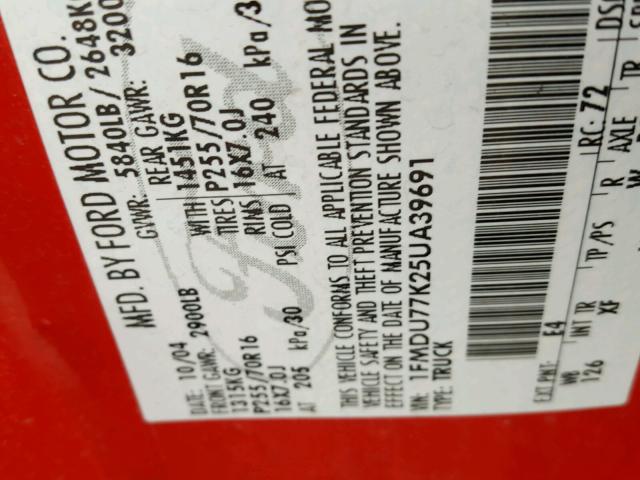 MFD. BY FORD MOTOR CO.
DATE: 10/04 GVWR: 5840LB/ 2648KG
FRONT GAWR: 2900LB REAR GAWR: 3200
1315KG WITH 1451KG WITH
P255/70R16 TIRES P255/70R16
16X7.0J RIMS 16X7.0J
AT 205 kPa/30 PSI COLD AT 240 kPa/3
THIS VEHICLE CONFORMS TO ALL APPLICABLE FEDERAL MO
VEHICLE SAFETY AND THEFT PREVENTION STANDARDS IN
DATE OF MANUFACTURE SHOWN ABOVE.
VIN: 1FMDU77K25UA39691
TYPE: TRUCK
EXT PNT: E4 RC: 72 DS
WB INT TR TP/PS R AXLE TR
126 XF
Ford